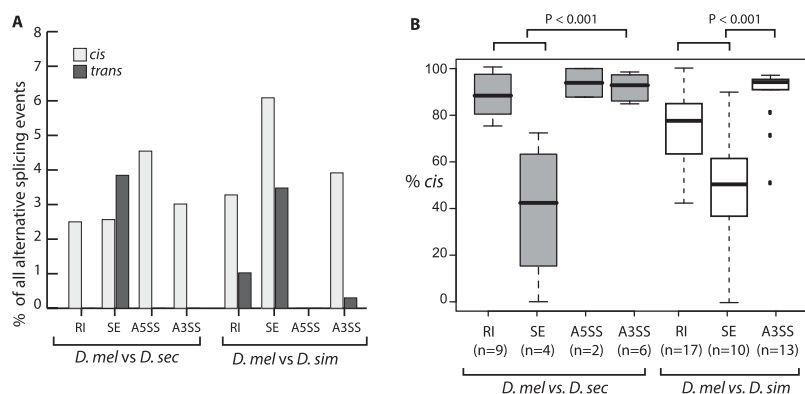 A
cis
trans
% of all alternative splicing events
8
7
6
5
4
3
2
1
0
RI SE A5SS A3SS RI SE A5SS A3SS
D. mel vs D. sec D. mel vs D. sim
B
P < 0.001 P < 0.001
% cis
100
80
60
40
20
0
RI SE A5SS A3SS RI SE A3SS
(n=9) (n=4) (n=2) (n=6) (n=17) (n=10) (n=13)
D. mel vs. D. sec D. mel vs. D. sim